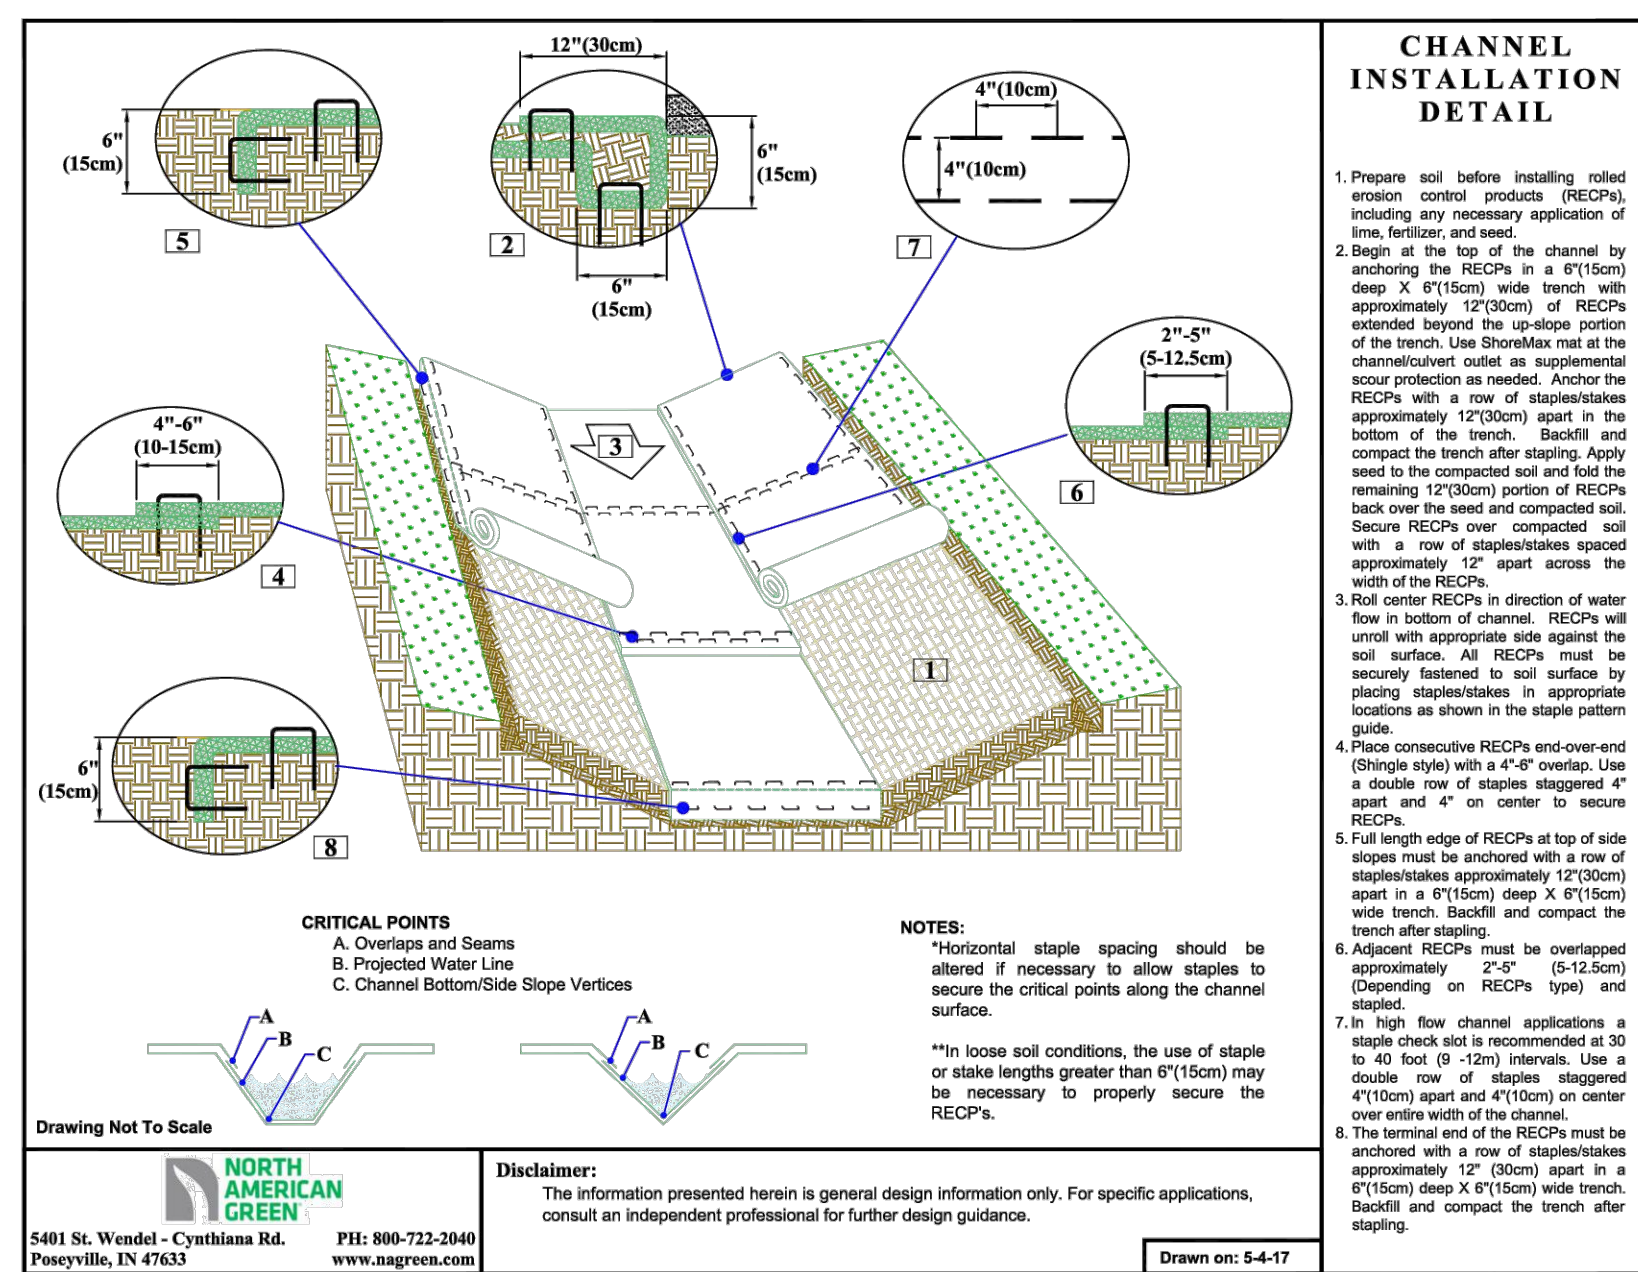 12"(30cm)
6"
(15cm)
5
6"
(15cm)
2
6"
(15cm)
4"(10cm)
4"(10cm)
7
2"-5"
(5-12.5cm)
6
4"-6"
(10-15cm)
4
3
1
6"
(15cm)
8
CRITICAL POINTS
A. Overlaps and Seams
B. Projected Water Line
C. Channel Bottom/Side Slope Vertices
A
B
C
A
B
C
Drawing Not To Scale
NOTES:
*Horizontal staple spacing should be
altered if necessary to allow staples to
secure the critical points along the channel
surface.
**In loose soil conditions, the use of staple
or stake lengths greater than 6"(15cm) may
be necessary to properly secure the
RECP's.
CHANNEL
INSTALLATION
DETAIL
1. Prepare soil before installing rolled
erosion control products (RECPs),
including any necessary application of
lime, fertilizer, and seed.
2. Begin at the top of the channel by
anchoring the RECPs in a 6"(15cm)
deep X 6"(15cm) wide trench with
approximately 12"(30cm) of RECPs
extended beyond the up-slope portion
of the trench. Use ShoreMax mat at the
channel/culvert outlet as supplemental
scour protection as needed. Anchor the
RECPs with a row of staples/stakes
approximately 12"(30cm) apart in the
bottom of the trench. Backfill and
compact the trench after stapling. Apply
seed to the compacted soil and fold the
remaining 12"(30cm) portion of RECPs
back over the seed and compacted soil.
Secure RECPs over compacted soil
with a row of staples/stakes spaced
approximately 12" apart across the
width of the RECPs.
3. Roll center RECPs in direction of water
flow in bottom of channel. RECPs will
unroll with appropriate side against the
soil surface. All RECPs must be
securely fastened to soil surface by
placing staples/stakes in appropriate
locations as shown in the staple pattern
guide.
4. Place consecutive RECPs end-over-end
(Shingle style) with a 4"-6" overlap. Use
a double row of staples staggered 4"
apart and 4" on center to secure
RECPs.
5. Full length edge of RECPs at top of side
slopes must be anchored with a row of
staples/stakes approximately 12"(30cm)
apart in a 6"(15cm) deep X 6"(15cm)
wide trench. Backfill and compact the
trench after stapling.
6. Adjacent RECPs must be overlapped
approximately 2"-5" (5-12.5cm)
(Depending on RECPs type) and
stapled.
7. In high flow channel applications a
staple check slot is recommended at 30
to 40 foot (9 -12m) intervals. Use a
double row of staples staggered
4"(10cm) apart and 4"(10cm) on center
over entire width of the channel.
8. The terminal end of the RECPs must be
anchored with a row of staples/stakes
approximately 12" (30cm) apart in a
6"(15cm) deep X 6"(15cm) wide trench.
Backfill and compact the trench after
stapling.
NORTH
AMERICAN
GREEN
5401 St. Wendel - Cynthiana Rd.
Poseyville, IN 47633
PH: 800-722-2040
www.nagreen.com
Disclaimer:
The information presented herein is general design information only. For specific applications,
consult an independent professional for further design guidance.
Drawn on: 5-4-17